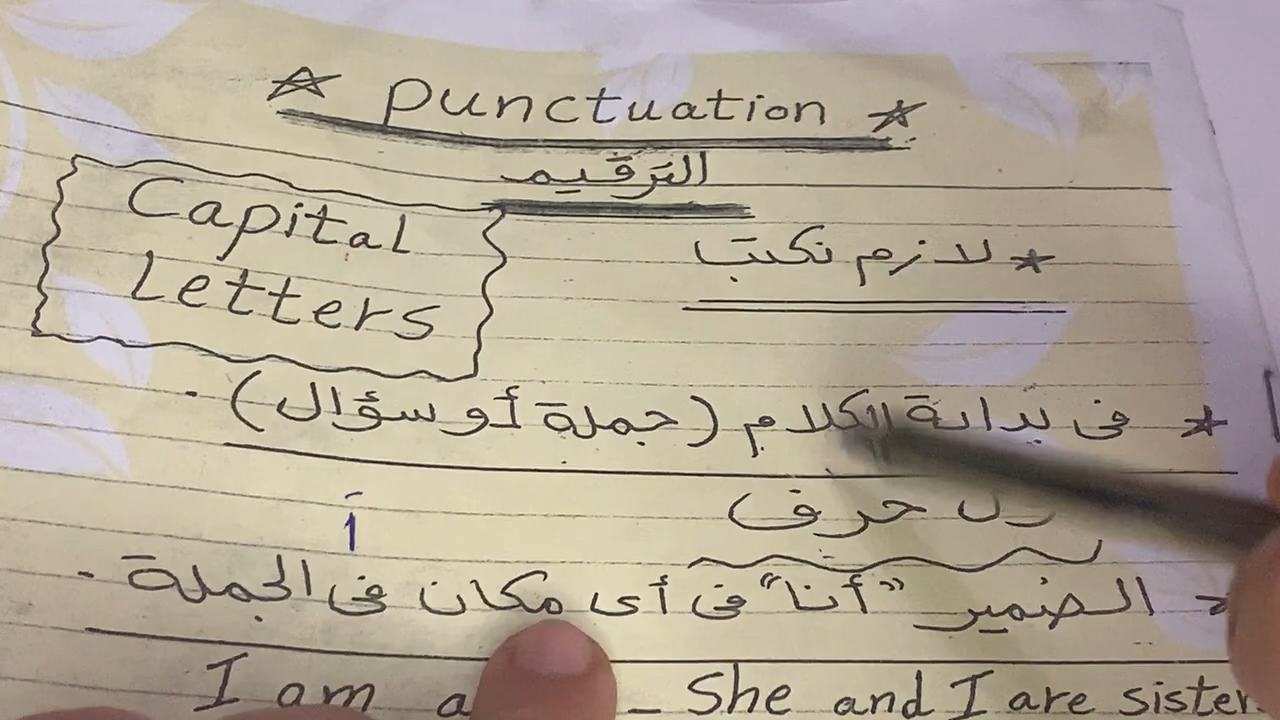 * Punctuation *
الترقيم
Capital
Letters
* لازم نكتب
* فى بداية الكلام (جملة أو سؤال).
حرف
الضمير "أنا" فى أى مكان فى الجملة.
I am a
_ She and I are sister